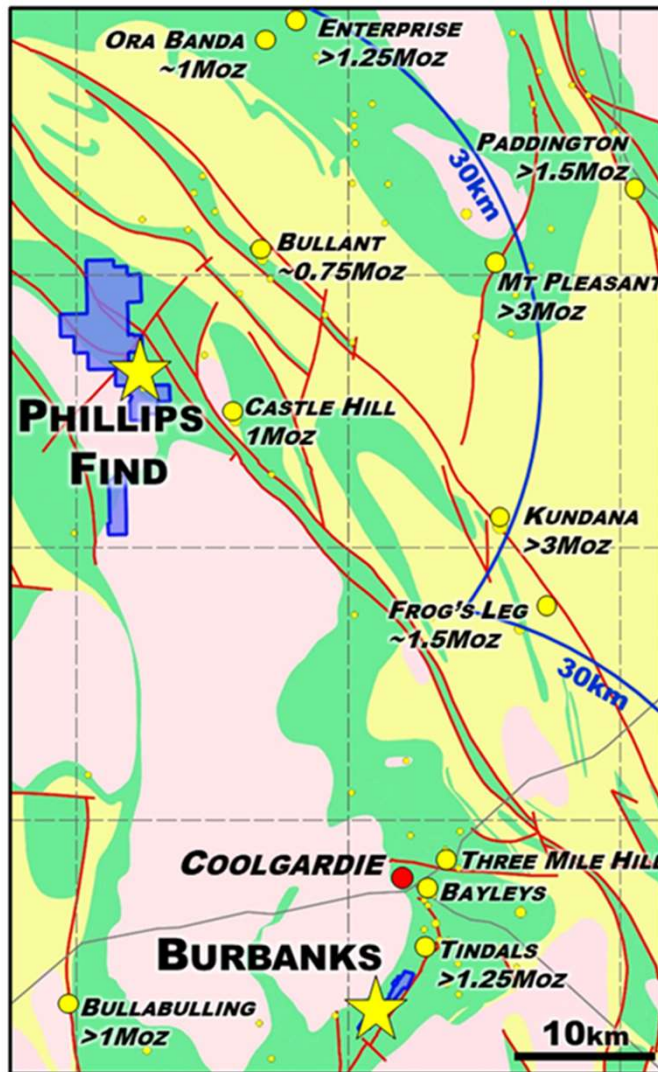 ORA BANDA
~1MOZ
ENTERPRISE
>1.25MOZ
PADDINGTON
>1.5MOZ
30km
BULLANT
~0.75MOZ
MT PLEASANT
>3MOZ
PHILLIPS
FIND
CASTLE HILL
1MOZ
KUNDANA
>3MOZ
FROG'S LEG
~1.5MOZ
30km
COOLGARDIE
THREE MILE HILL
BAYLEYS
BURBANKS
TINDALS
>1.25MOZ
BULLABULLING
>1MOZ
10KM